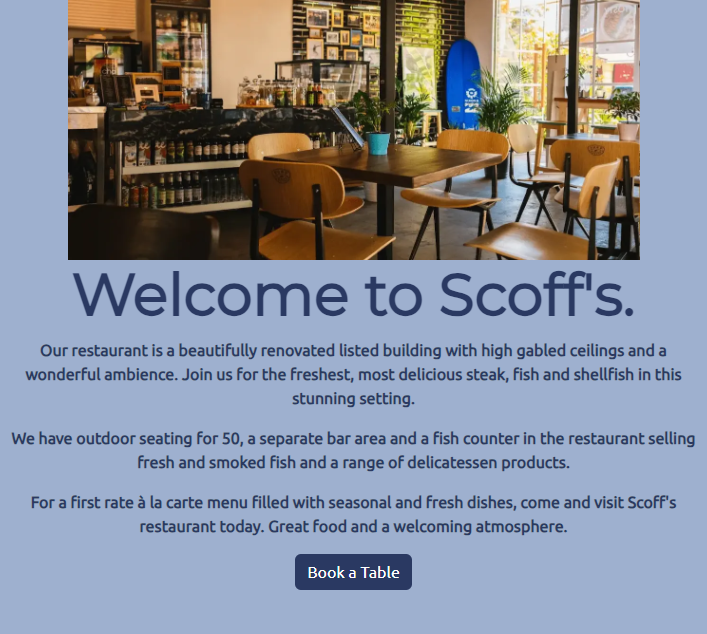 Welcome to Scoff's.
Our restaurant is a beautifully renovated listed building with high gabled ceilings and a
wonderful ambience. Join us for the freshest, most delicious steak, fish and shellfish in this
stunning setting.
We have outdoor seating for 50, a separate bar area and a fish counter in the restaurant selling
fresh and smoked fish and a range of delicatessen products.
For a first rate à la carte menu filled with seasonal and fresh dishes, come and visit Scoff's
restaurant today. Great food and a welcoming atmosphere.
Book a Table